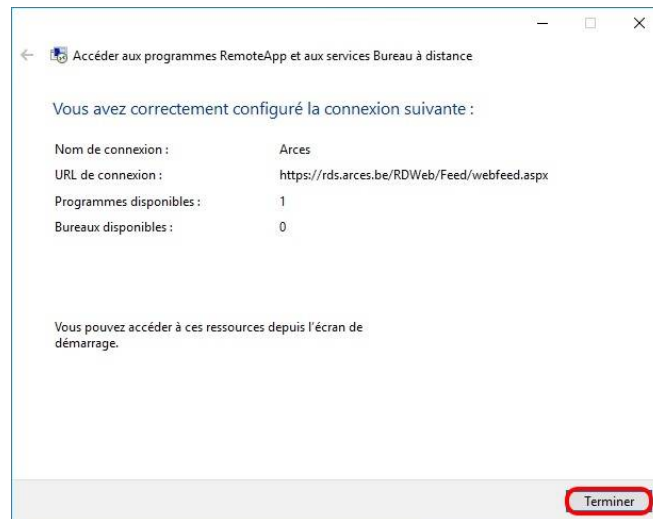 Accéder aux programmes RemoteApp et aux services Bureau à distance
Vous avez correctement configuré la connexion suivante :
Nom de connexion : Arces
URL de connexion : https://rds.arces.be/RDWeb/Feed/webfeed.aspx
Programmes disponibles : 1
Bureaux disponibles : 0
Vous pouvez accéder à ces ressources depuis l'écran de
démarrage.
Terminer